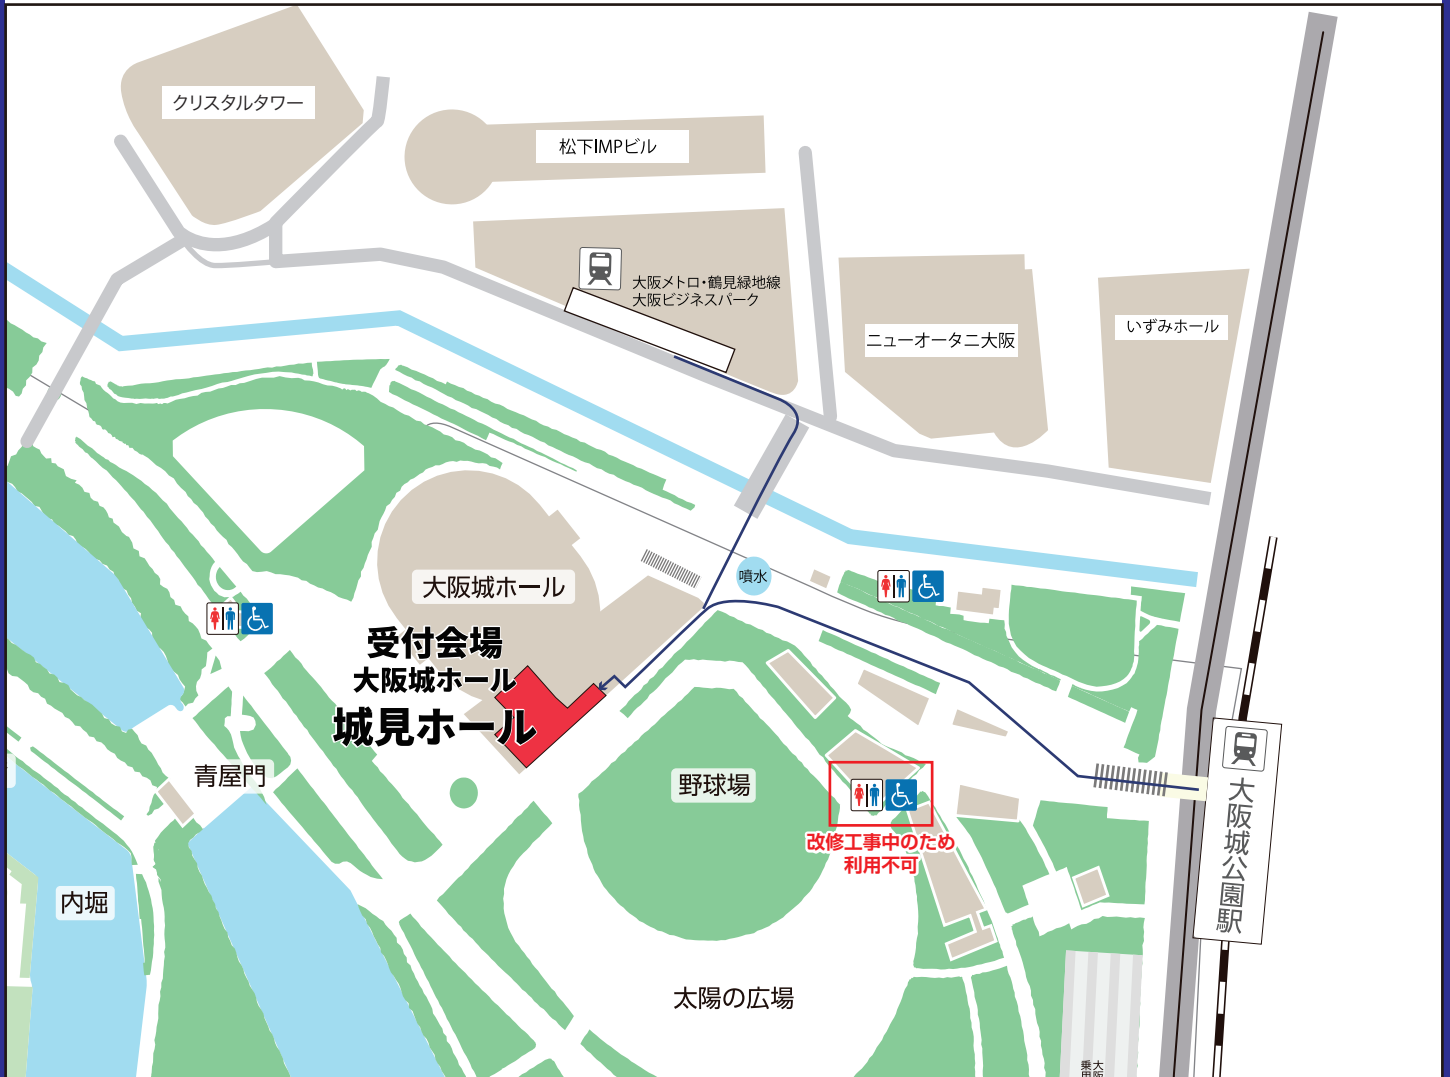 クリスタルタワー
松下IMPビル
大阪メトロ・鶴見緑地線
大阪ビジネスパーク
ニューオータニ大阪
いずみホール
噴水
大阪城ホール
受付会場
大阪城ホール
城見ホール
青屋門
野球場
改修工事中のため
利用不可
大阪城公園駅
内堀
太陽の広場